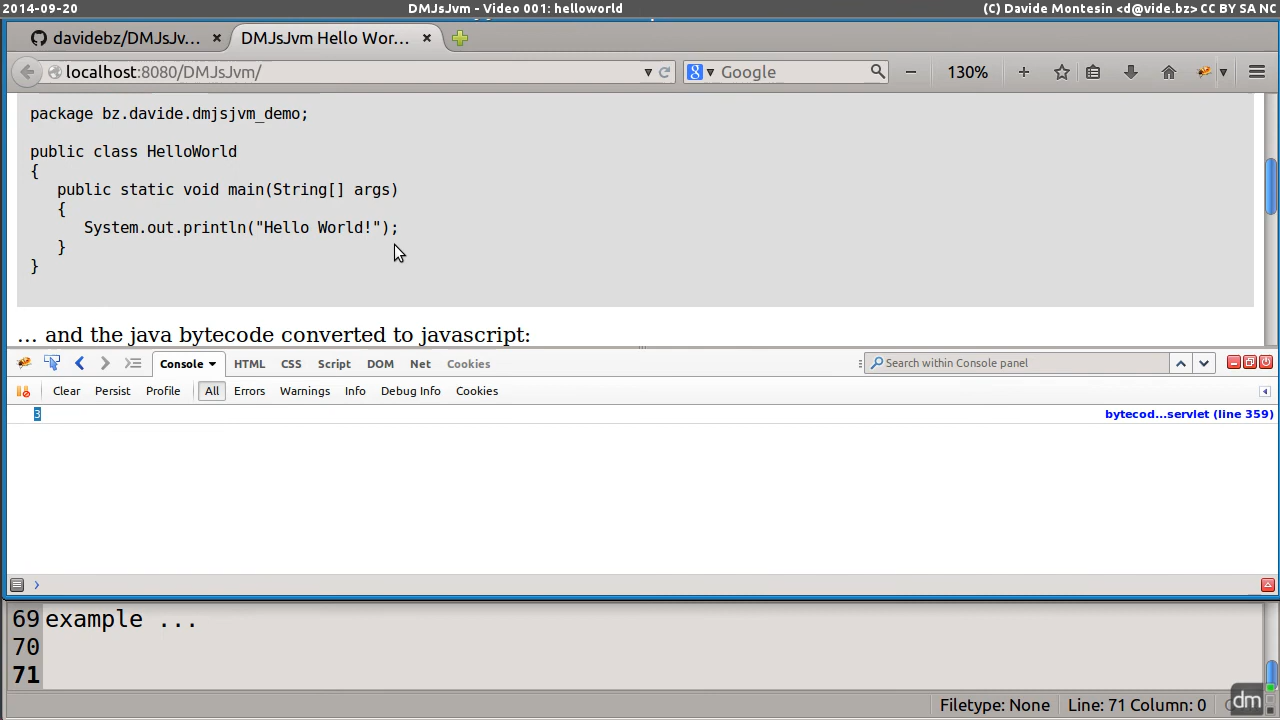 2014-09-20 DMJsJvm - Video 001: helloworld (C) Davide Montesin <d@vide.bz> CC BY SA NC
davidebz/DMJsJv... × DMJsJvm Hello Wor... ×
localhost:8080/DMJsJvm/ Google 130%
package bz.davide.dmjsjvm_demo;
public class HelloWorld
{
public static void main(String[] args)
{
System.out.println("Hello World!");
}
}
... and the java bytecode converted to javascript:
Console HTML CSS Script DOM Net Cookies Search within Console panel
Clear Persist Profile All Errors Warnings Info Debug Info Cookies
3 bytecod...servlet (line 359)
69 example ...
70
71
dm
Filetype: None Line: 71 Column: 0